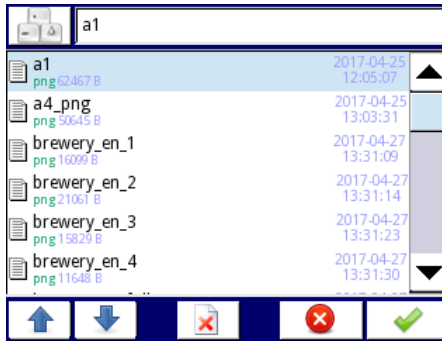 a1
a1 2017-04-25
png 62467 B 12:05:07
a4_png 2017-04-25
png 50645 B 13:03:31
brewery_en_1 2017-04-27
png 16099 B 13:31:09
brewery_en_2 2017-04-27
png 21061 B 13:31:14
brewery_en_3 2017-04-27
png 15829 B 13:31:23
brewery_en_4 2017-04-27
png 11648 B 13:31:30